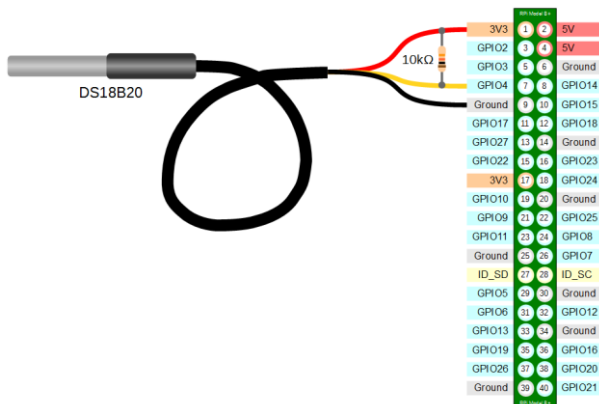 RPi Model B+
3V3 1 2 5V
GPIO2 3 4 5V
10kΩ
GPIO3 5 6 Ground
GPIO4 7 8 GPIO14
DS18B20
Ground 9 10 GPIO15
GPIO17 11 12 GPIO18
GPIO27 13 14 Ground
GPIO22 15 16 GPIO23
3V3 17 18 GPIO24
GPIO10 19 20 Ground
GPIO9 21 22 GPIO25
GPIO11 23 24 GPIO8
Ground 25 26 GPIO7
ID_SD 27 28 ID_SC
GPIO5 29 30 Ground
GPIO6 31 32 GPIO12
GPIO13 33 34 Ground
GPIO19 35 36 GPIO16
GPIO26 37 38 GPIO20
Ground 39 40 GPIO21
RPi Model B+